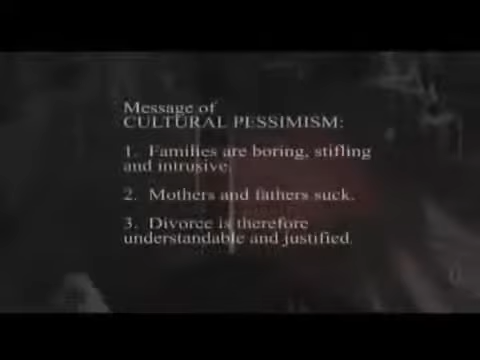 Message of
CULTURAL PESSIMISM:
1. Families are boring, stifling
and intrusive.
2. Mothers and fathers suck.
3. Divorce is therefore
understandable and justified.